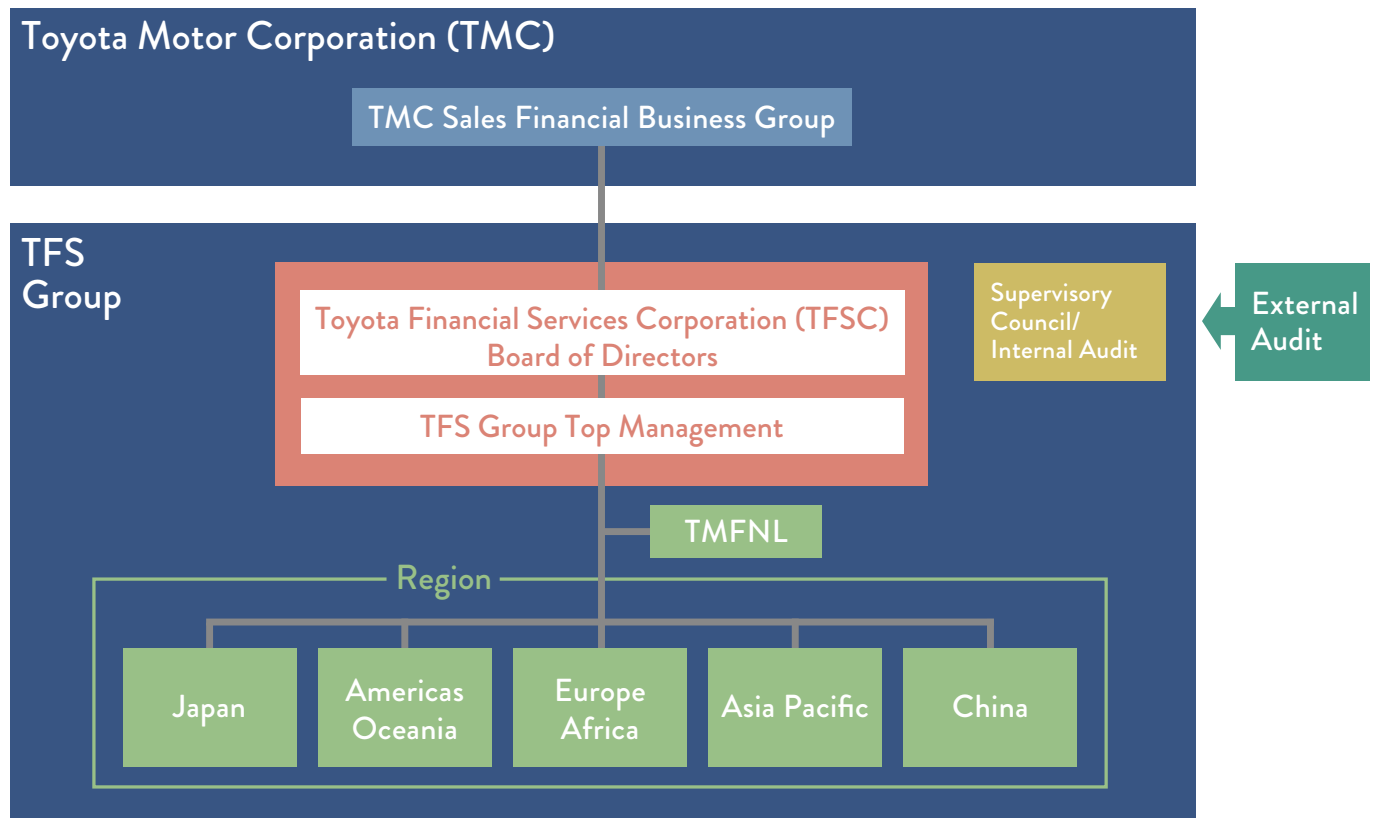 Toyota Motor Corporation (TMC)
TMC Sales Financial Business Group
TFS
Group
Toyota Financial Services Corporation (TFSC)
Board of Directors
TFS Group Top Management
Supervisory
Council/
Internal Audit
External
Audit
TMFNL
Region
Japan
Americas
Oceania
Europe
Africa
Asia Pacific
China